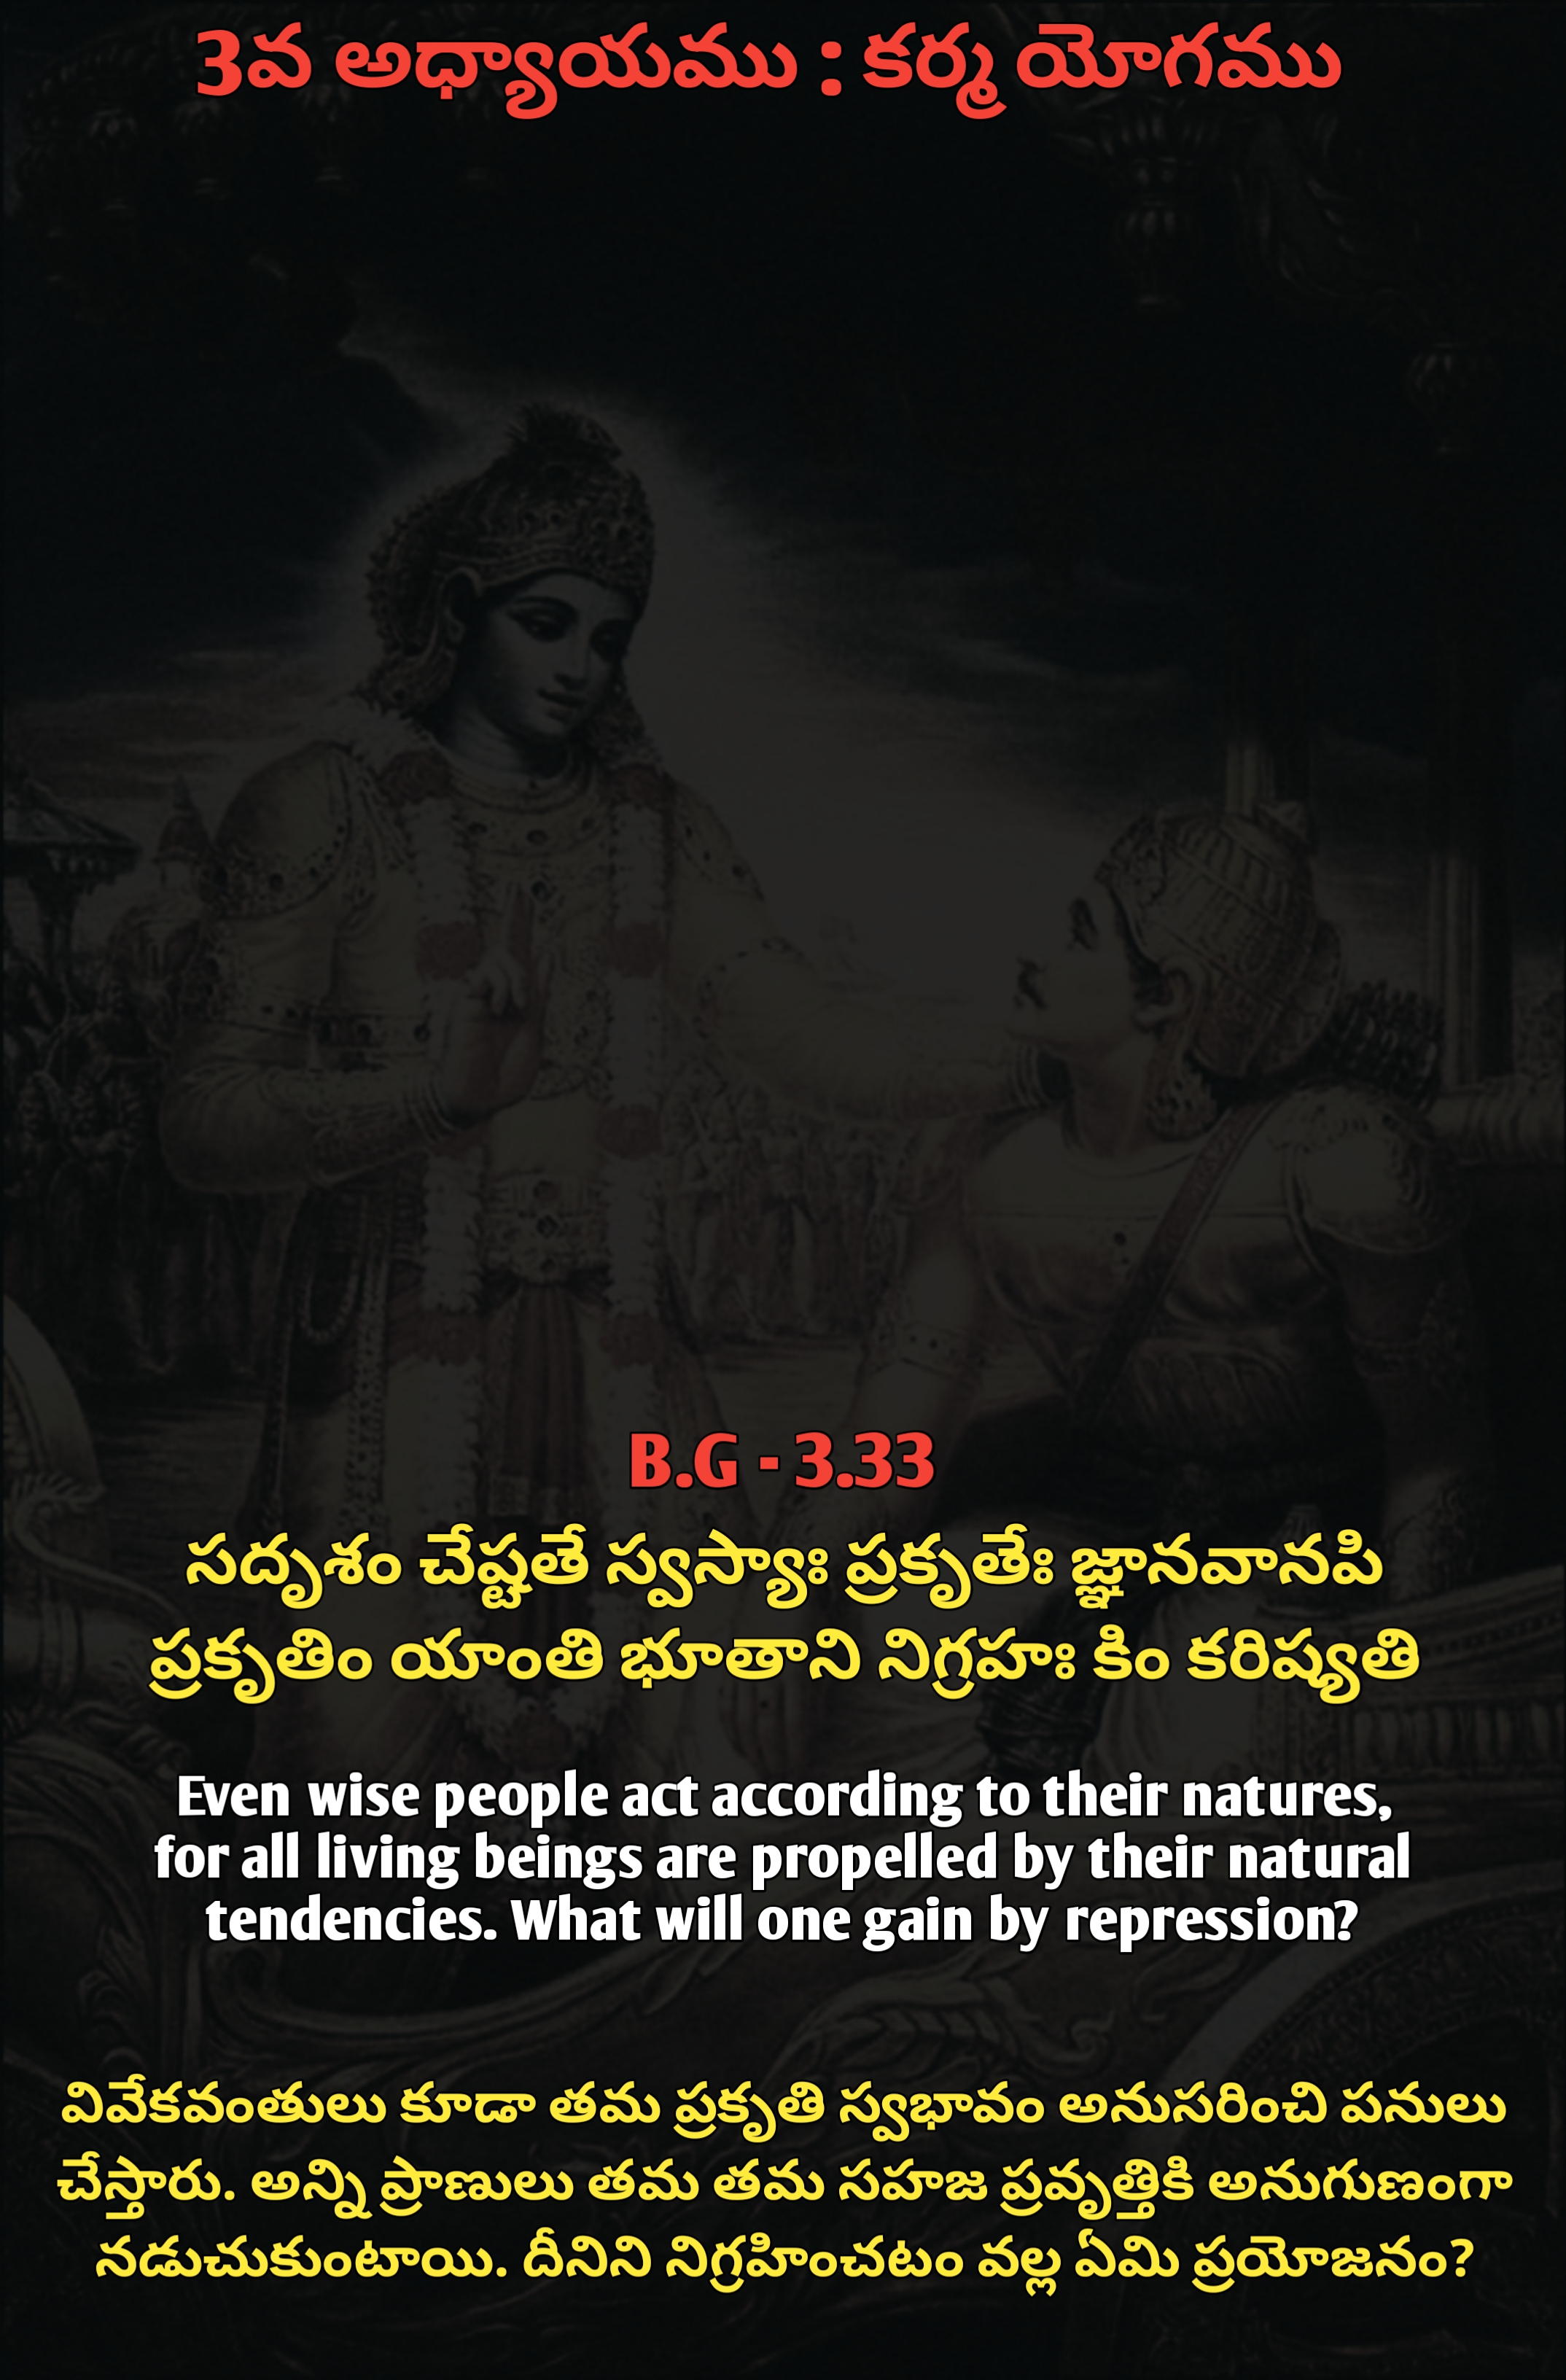 3వ అధ్యాయము : కర్మ యోగము
B.G - 3.33
సదృశం చేష్టతే స్వస్యాః ప్రకృతేః జ్ఞానవానపి
ప్రకృతిం యాంతి భూతాని నిగ్రహః కిం కరిష్యతి
Even wise people act according to their natures,
for all living beings are propelled by their natural
tendencies. What will one gain by repression?
వివేకవంతులు కూడా తమ ప్రకృతి స్వభావం అనుసరించి పనులు
చేస్తారు. అన్ని ప్రాణులు తమ తమ సహజ ప్రవృత్తికి అనుగుణంగా
నడుచుకుంటాయి. దీనిని నిగ్రహించటం వల్ల ఏమి ప్రయోజనం?